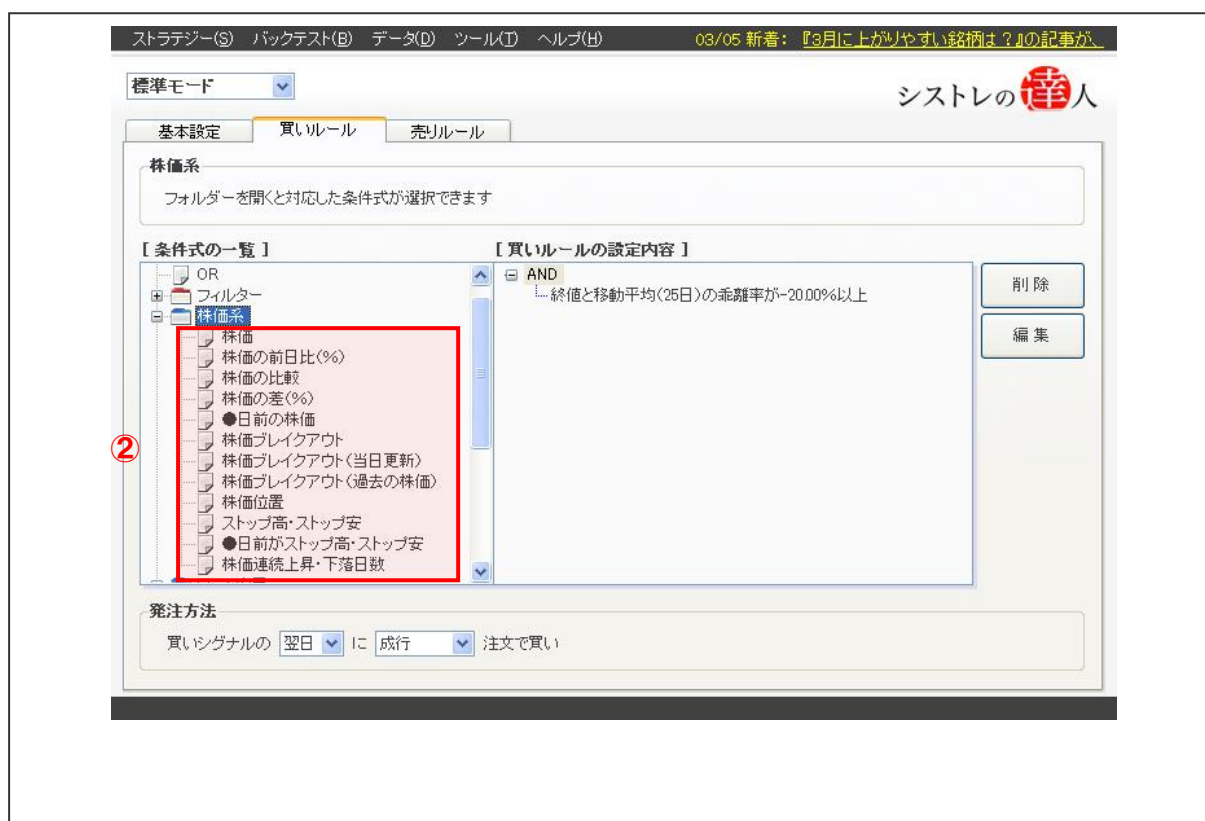 ストラテジー(S) バックテスト(B) データ(D) ツール(T) ヘルプ(H) 03/05 新着: 『3月に上がりやすい銘柄は？』の記事が、
標準モード
シストレの達人
基本設定 買いルール 売りルール
株価系
フォルダーを開くと対応した条件式が選択できます
[ 条件式の一覧 ] [ 買いルールの設定内容 ]
OR
AND
削除
フィルター
終値と移動平均(25日)の乖離率が-20.00%以上
株価系
編集
株価
株価の前日比(%)
株価の比較
株価の差(%)
●日前の株価
株価ブレイクアウト
②
株価ブレイクアウト(当日更新)
株価ブレイクアウト(過去の株価)
株価位置
ストップ高・ストップ安
●日前がストップ高・ストップ安
株価連続上昇・下落日数
発注方法
買いシグナルの 翌日 に 成行 注文で買い